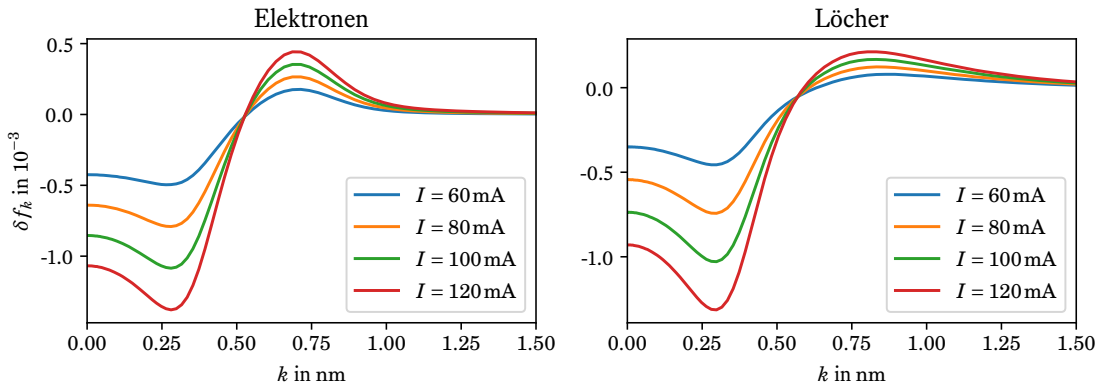 Elektronen
δf_k in 10⁻³
0.5
0.0
-0.5
-1.0
I = 60 mA
I = 80 mA
I = 100 mA
I = 120 mA
0.00 0.25 0.50 0.75 1.00 1.25 1.50
k in nm
Löcher
0.0
-0.5
-1.0
I = 60 mA
I = 80 mA
I = 100 mA
I = 120 mA
0.00 0.25 0.50 0.75 1.00 1.25 1.50
k in nm